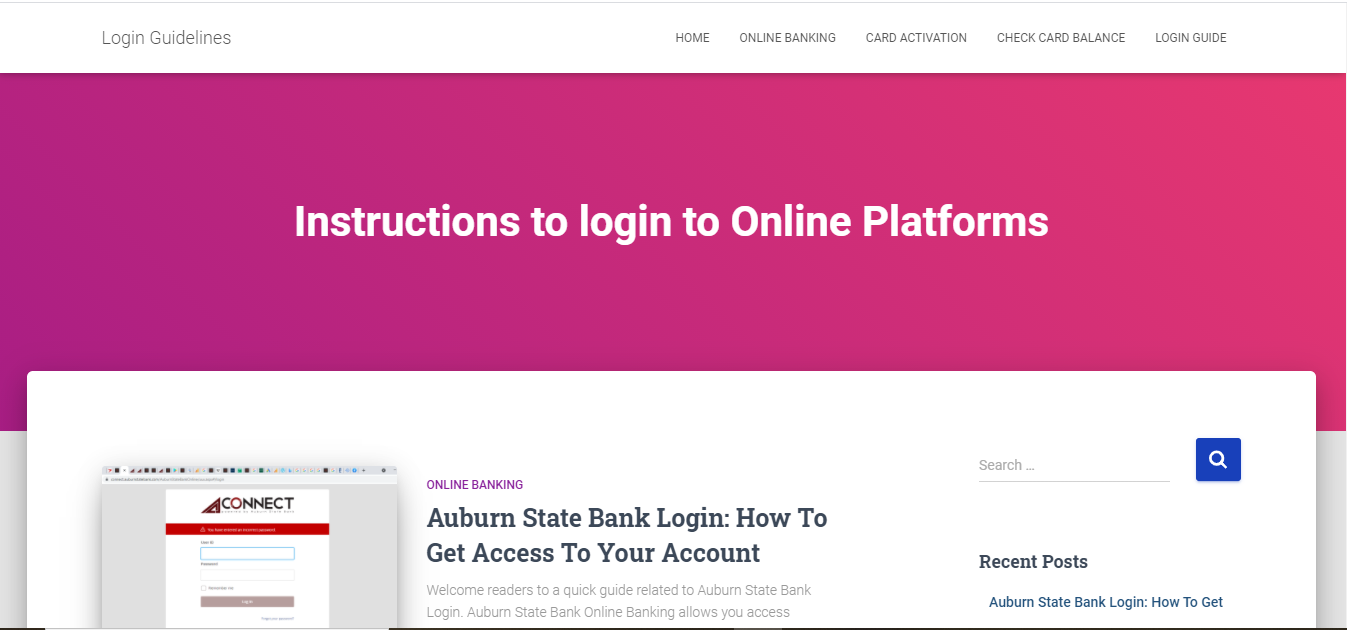 Login Guidelines
HOME
ONLINE BANKING
CARD ACTIVATION
CHECK CARD BALANCE
LOGIN GUIDE
Instructions to login to Online Platforms
Search ...
CONNECT
You have entered an incorrect password
User ID
Password
Remember me
Log In
Forgot your password?
ONLINE BANKING
Auburn State Bank Login: How To
Get Access To Your Account
Welcome readers to a quick guide related to Auburn State Bank
Login. Auburn State Bank Online Banking allows you access
Recent Posts
Auburn State Bank Login: How To Get